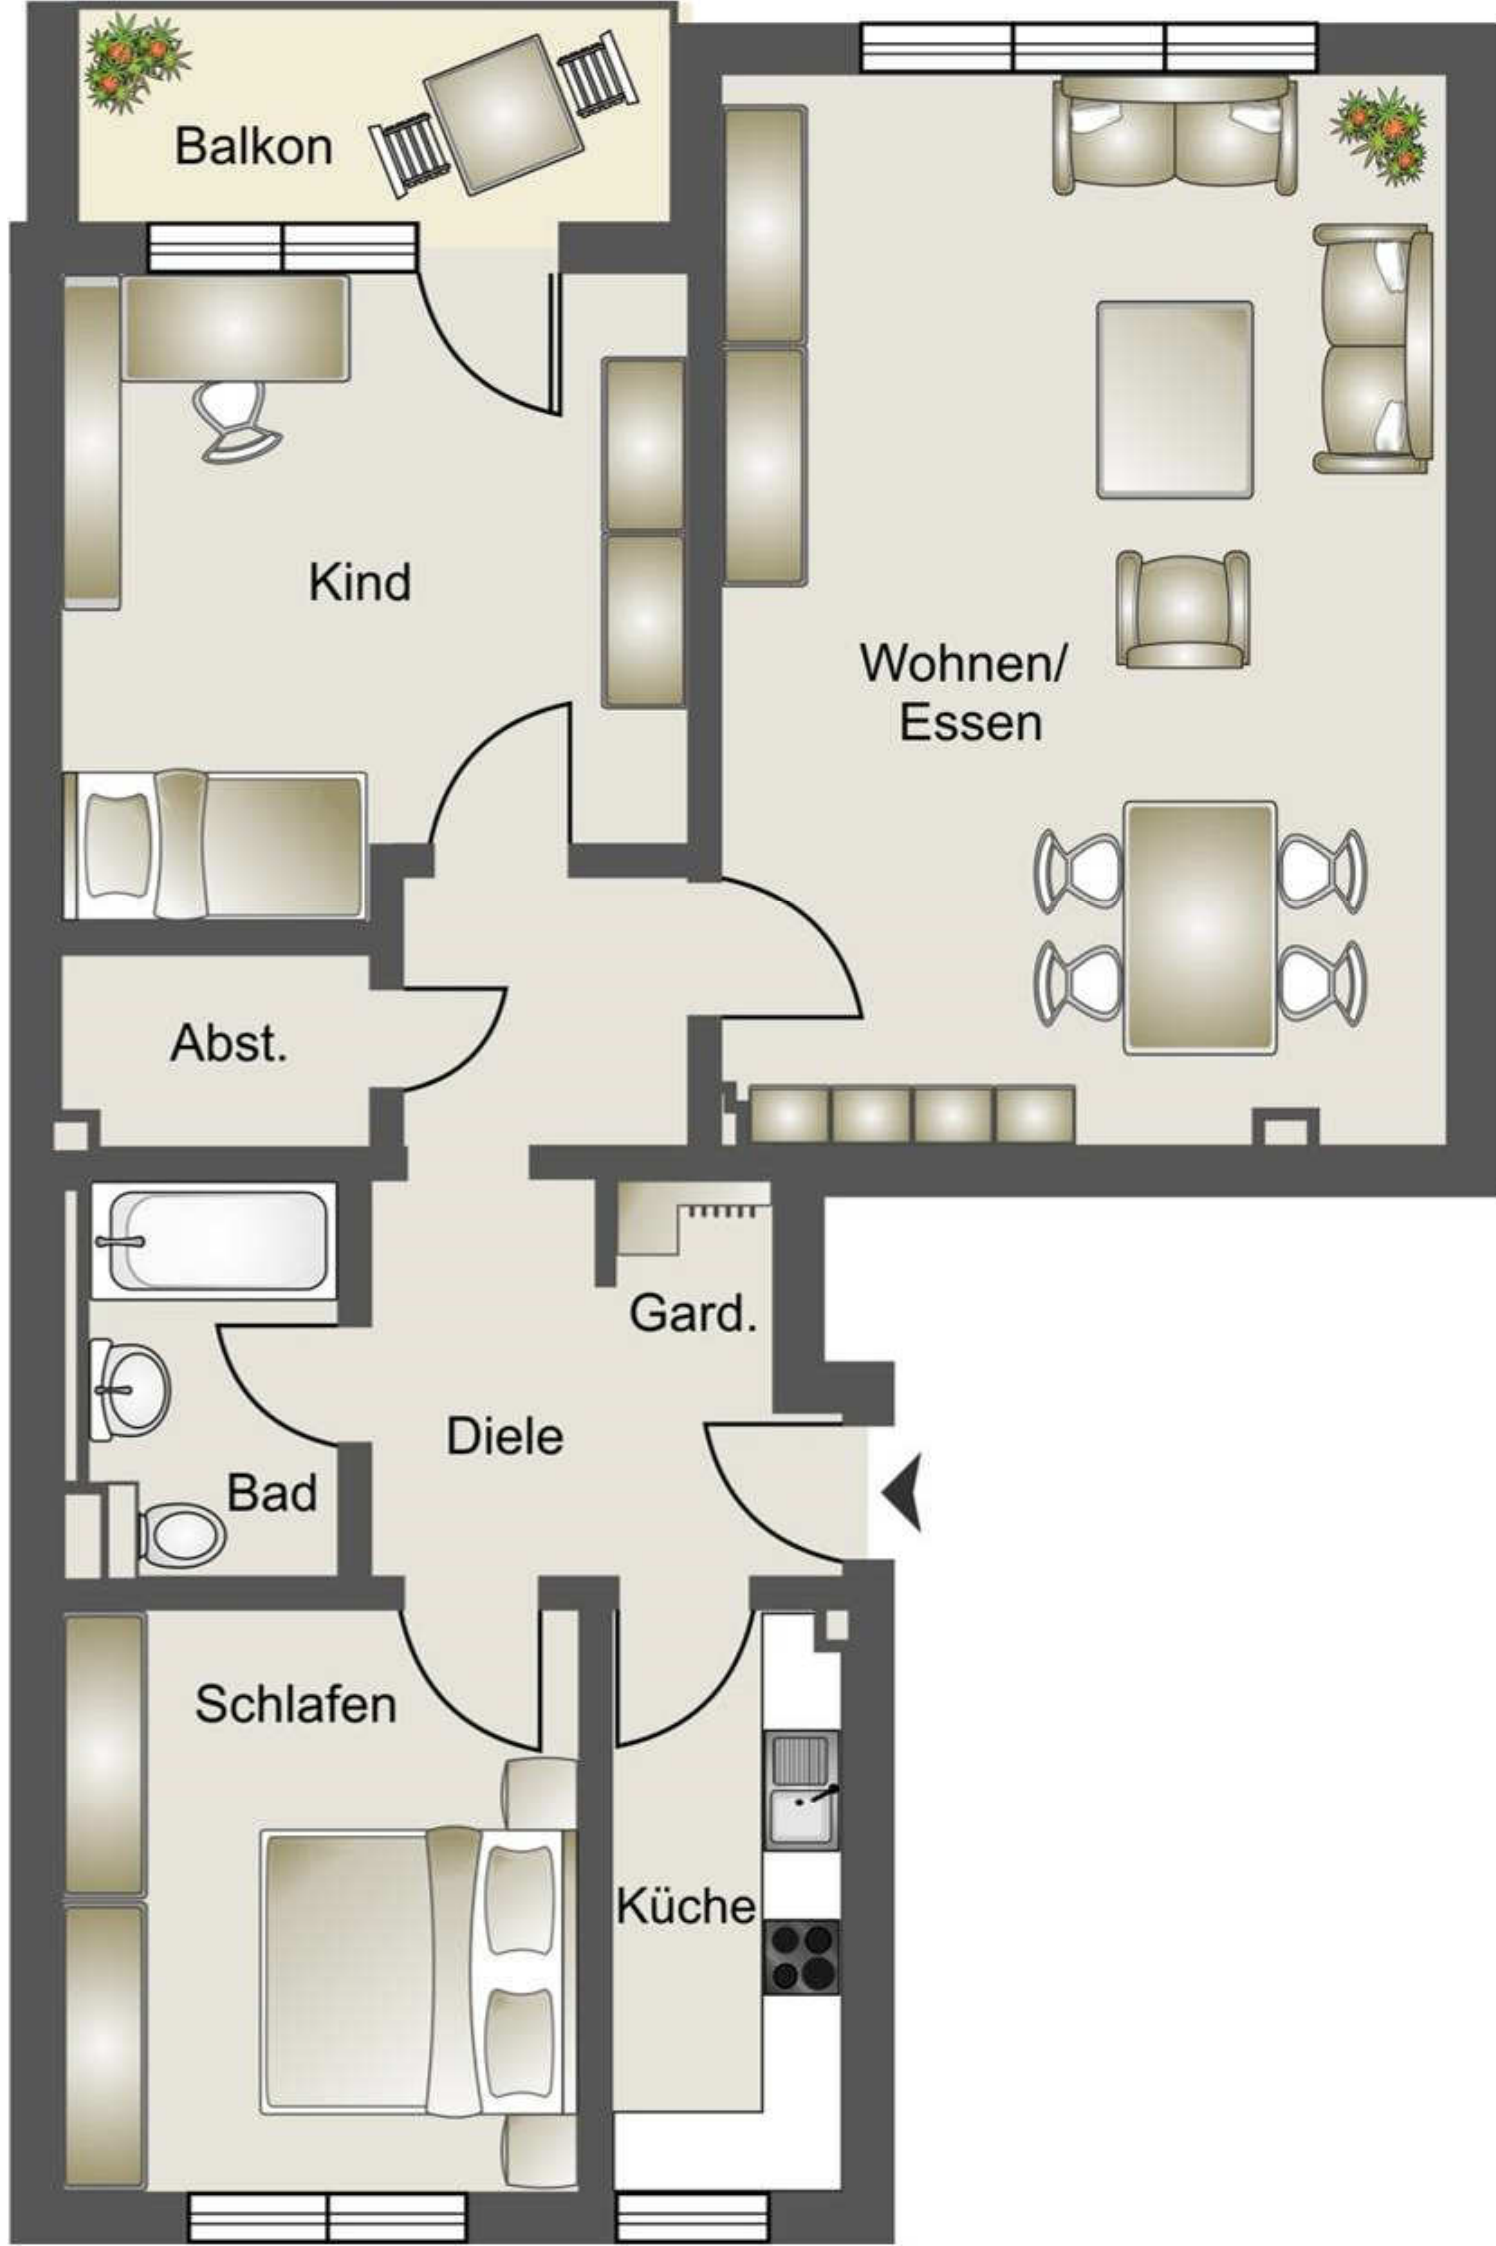 Balkon
Kind
Wohnen/
Essen
Abst.
Gard.
Diele
Bad
Schlafen
Küche